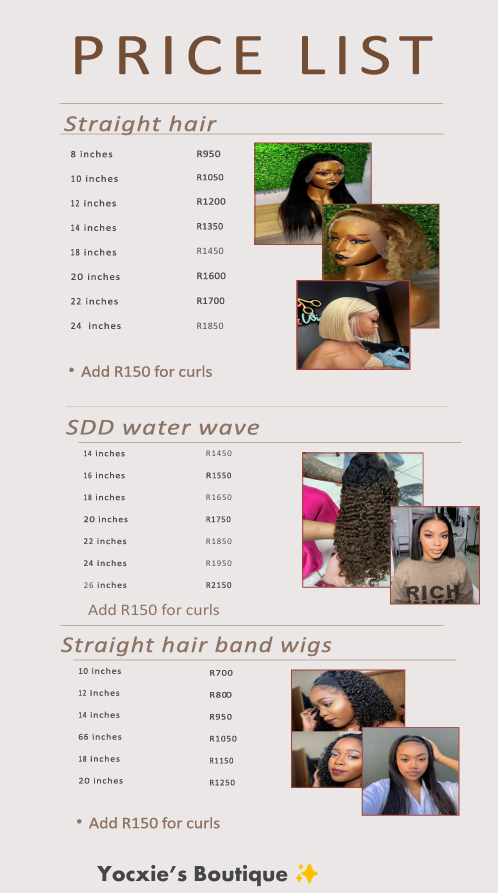 PRICE LIST
Straight hair
8 inches R950
10 inches R1050
12 inches R1200
14 inches R1350
18 inches R1450
20 inches R1600
22 inches R1700
24 inches R1850
• Add R150 for curls
SDD water wave
14 inches R1450
16 inches R1550
18 inches R1650
20 inches R1750
22 inches R1850
24 inches R1950
26 inches R2150
Add R150 for curls
RICH
Straight hair band wigs
10 inches R700
12 inches R800
14 inches R950
66 inches R1050
18 inches R1150
20 inches R1250
• Add R150 for curls
Yocxie’s Boutique ✨